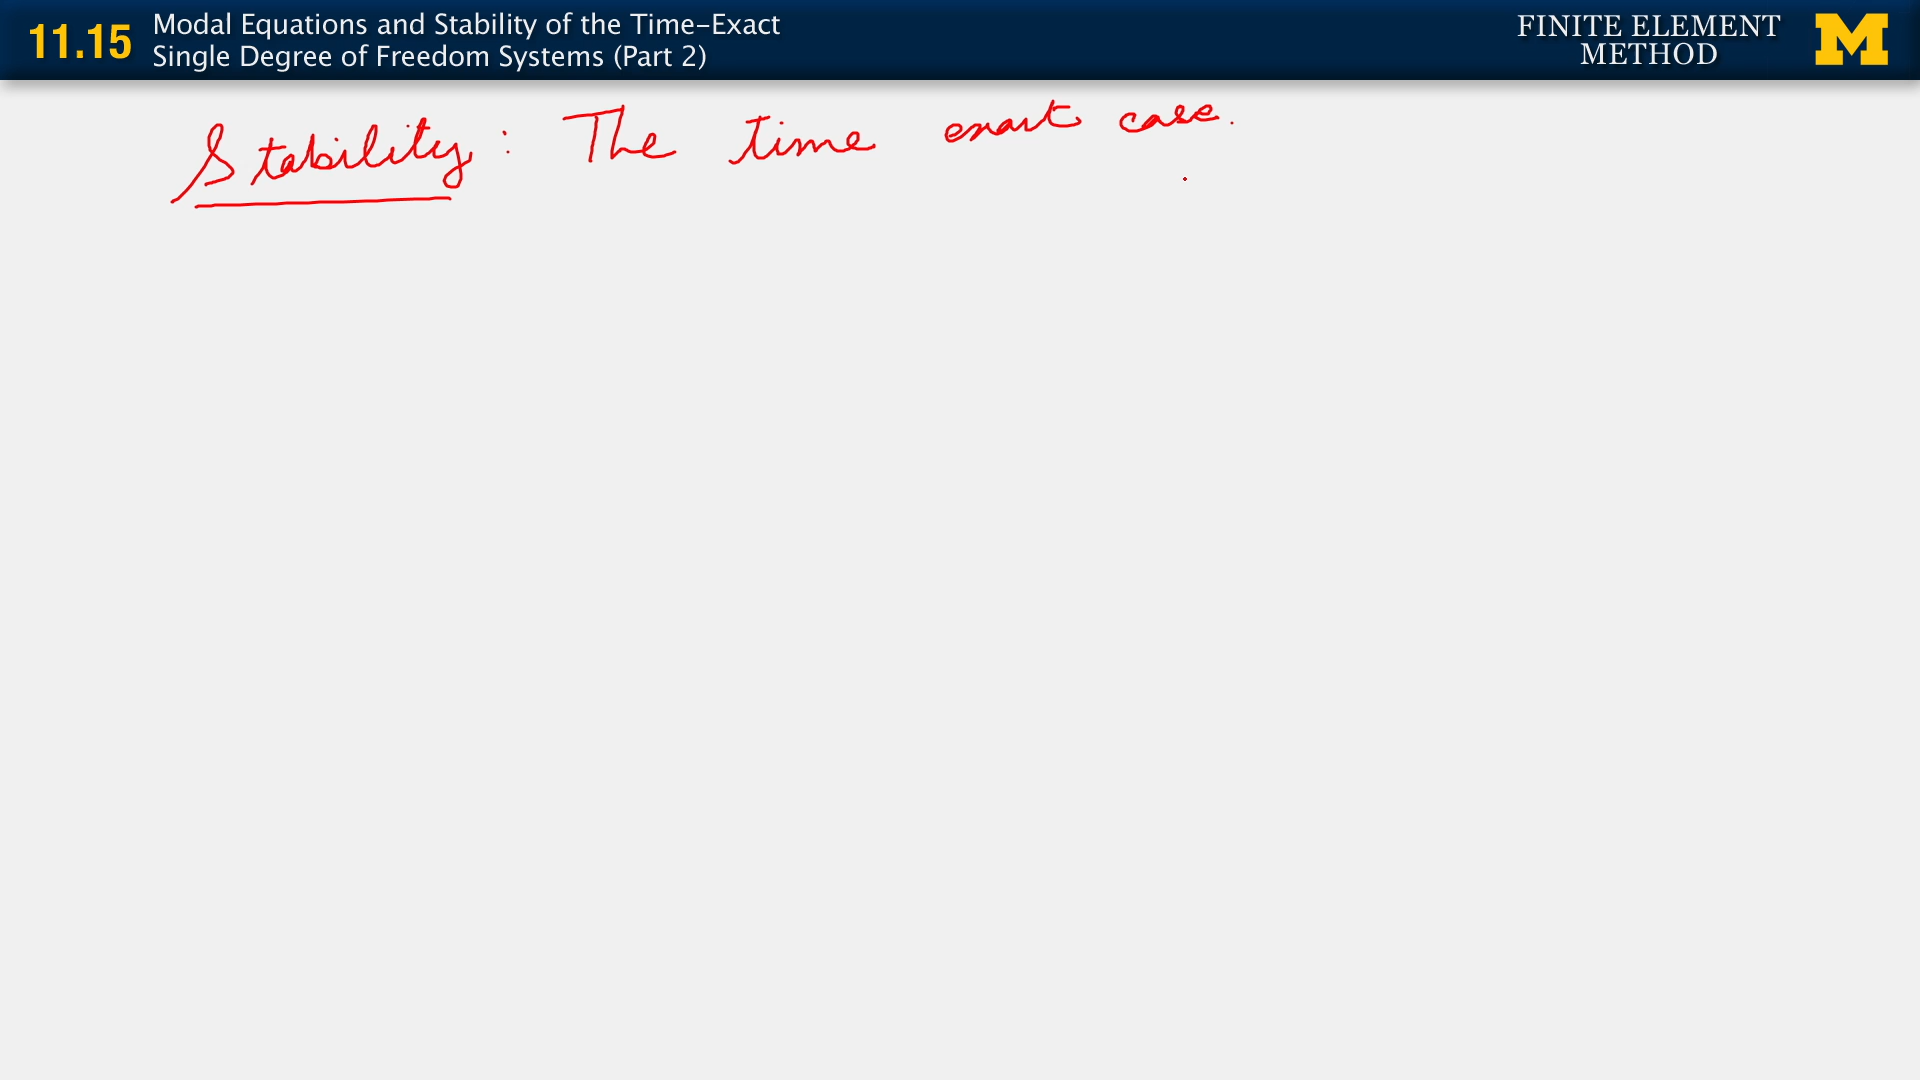 11.15
Modal Equations and Stability of the Time-Exact
Single Degree of Freedom Systems (Part 2)
FINITE ELEMENT
METHOD
M
Stability: The time exact case.